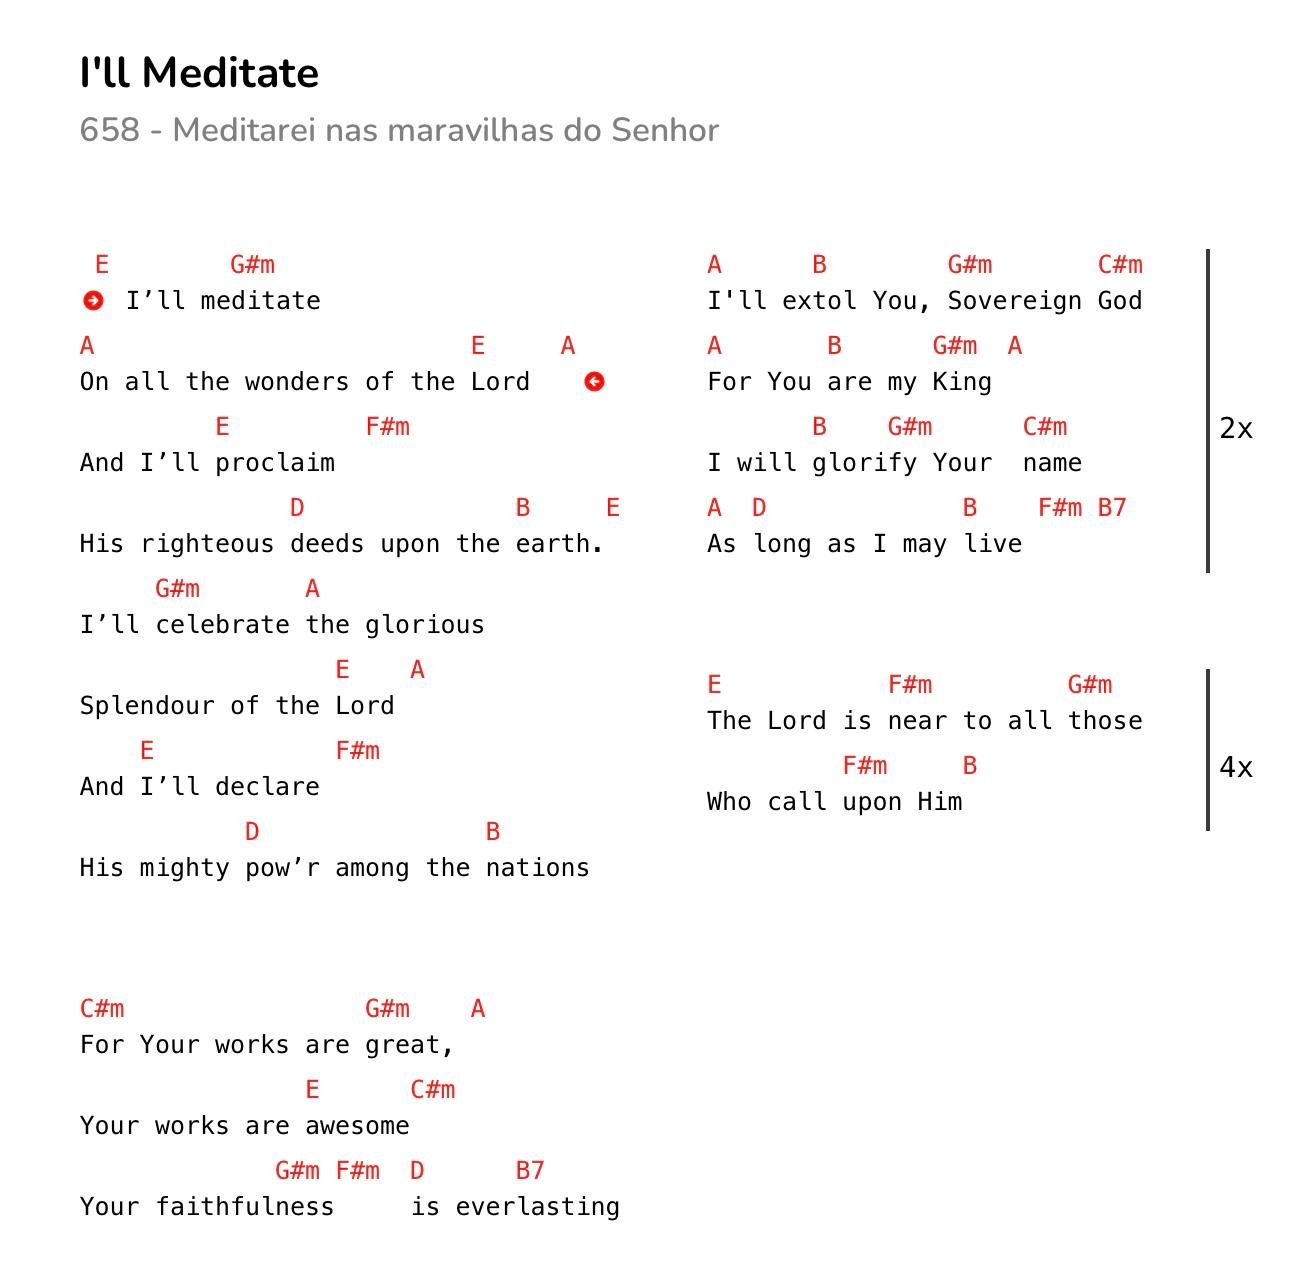 I'll Meditate
658 - Meditarei nas maravilhas do Senhor
E G#m
I’ll meditate
A E A
On all the wonders of the Lord
E F#m
And I’ll proclaim
D B E
His righteous deeds upon the earth.
G#m A
I’ll celebrate the glorious
E A
Splendour of the Lord
E F#m
And I’ll declare
D B
His mighty pow’r among the nations
C#m G#m A
For Your works are great,
E C#m
Your works are awesome
G#m F#m D B7
Your faithfulness is everlasting
A B G#m C#m
I'll extol You, Sovereign God
A B G#m A
For You are my King
B G#m C#m
I will glorify Your name
A D B F#m B7
As long as I may live
2x
E F#m G#m
The Lord is near to all those
F#m B
Who call upon Him
4x